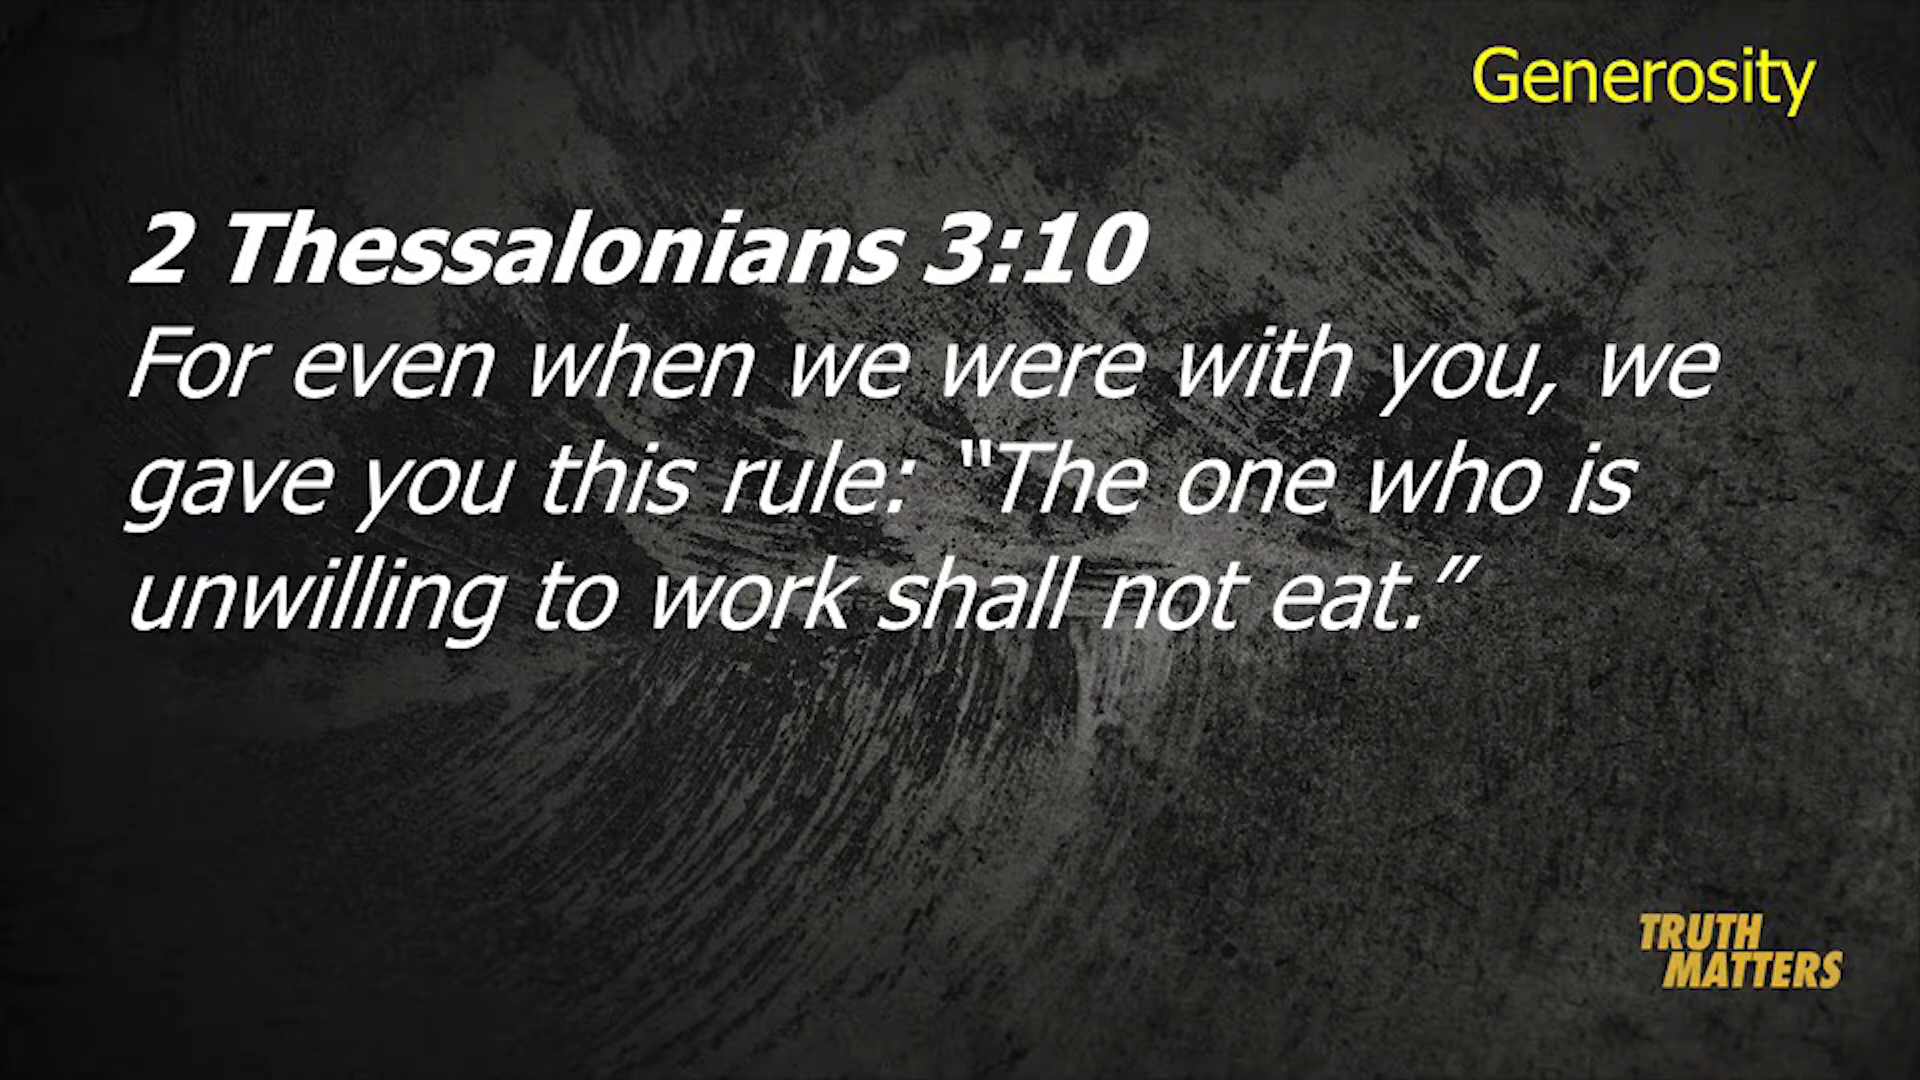 Generosity
2 Thessalonians 3:10
For even when we were with you, we
gave you this rule: “The one who is
unwilling to work shall not eat.”
TRUTH
MATTERS